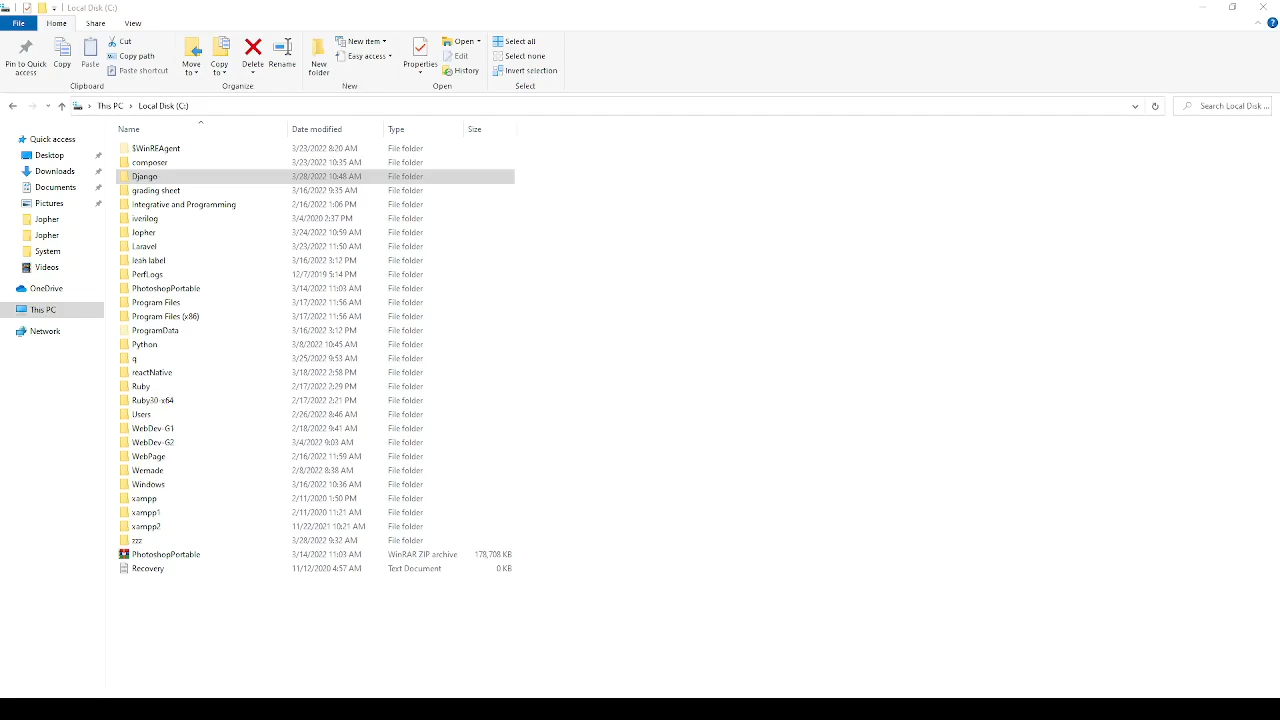 Local Disk (C:)
File Home Share View
Pin to Quick access
Copy
Paste
Cut
Copy path
Paste shortcut
Clipboard
Move to
Copy to
Delete
Rename
Organize
New folder
New item
Easy access
New
Properties
Open
Edit
History
Open
Select all
Select none
Invert selection
Select
This PC Local Disk (C:) Search Local Disk ...
Quick access
Desktop
Downloads
Documents
Pictures
Jopher
Jopher
System
Videos
OneDrive
This PC
Network
Name Date modified Type Size
$WinREAgent 3/23/2022 8:20 AM File folder
composer 3/23/2022 10:35 AM File folder
Django 3/28/2022 10:48 AM File folder
grading sheet 3/16/2022 9:35 AM File folder
Integrative and Programming 2/16/2022 1:06 PM File folder
iverilog 3/4/2020 2:37 PM File folder
Jopher 3/24/2022 10:59 AM File folder
Laravel 3/23/2022 11:50 AM File folder
leah label 3/16/2022 3:12 PM File folder
PerfLogs 12/7/2019 5:14 PM File folder
PhotoshopPortable 3/14/2022 11:03 AM File folder
Program Files 3/17/2022 11:56 AM File folder
Program Files (x86) 3/17/2022 11:56 AM File folder
ProgramData 3/16/2022 3:12 PM File folder
Python 3/8/2022 10:45 AM File folder
q 3/25/2022 9:53 AM File folder
reactNative 3/18/2022 2:58 PM File folder
Ruby 2/17/2022 2:29 PM File folder
Ruby30-x64 2/17/2022 2:21 PM File folder
Users 2/26/2022 8:46 AM File folder
WebDev-G1 2/18/2022 9:41 AM File folder
WebDev-G2 3/4/2022 9:03 AM File folder
WebPage 2/16/2022 11:59 AM File folder
Wemade 2/8/2022 8:38 AM File folder
Windows 3/16/2022 10:36 AM File folder
xampp 2/11/2020 1:50 PM File folder
xampp1 2/11/2020 11:21 AM File folder
xampp2 11/22/2021 10:21 AM File folder
zzz 3/28/2022 9:32 AM File folder
PhotoshopPortable 3/14/2022 11:03 AM WinRAR ZIP archive 178,708 KB
Recovery 11/12/2020 4:57 AM Text Document 0 KB